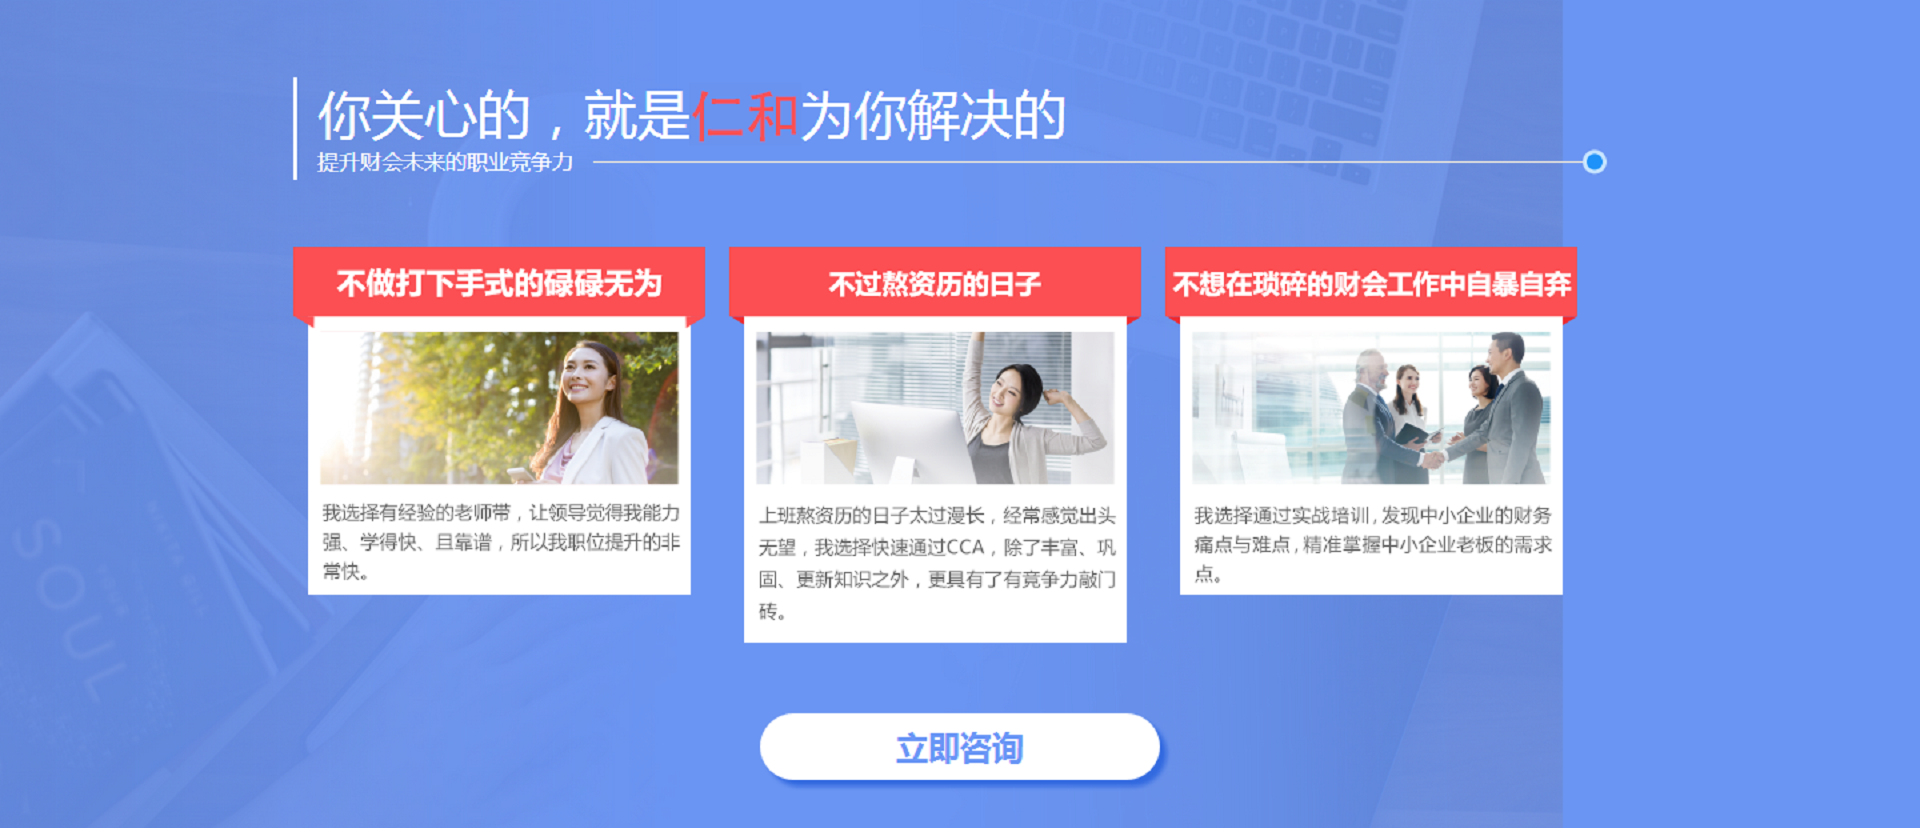 你关心的，就是仁和为你解决的
提升财会未来的职业竞争力
不做打下手式的碌碌无为
我选择有经验的老师带，让领导觉得我能力
强、学得快、且靠谱，所以我职位提升的非
常快。
不过熬资历的日子
上班熬资历的日子太过漫长，经常感觉出头
无望，我选择快速通过CCA，除了丰富、巩
固、更新知识之外，更具有了有竞争力敲门
砖。
不想在琐碎的财会工作中自暴自弃
我选择通过实战培训，发现中小企业的财务
痛点与难点，精准掌握中小企业老板的需求
点。
立即咨询
SOUL